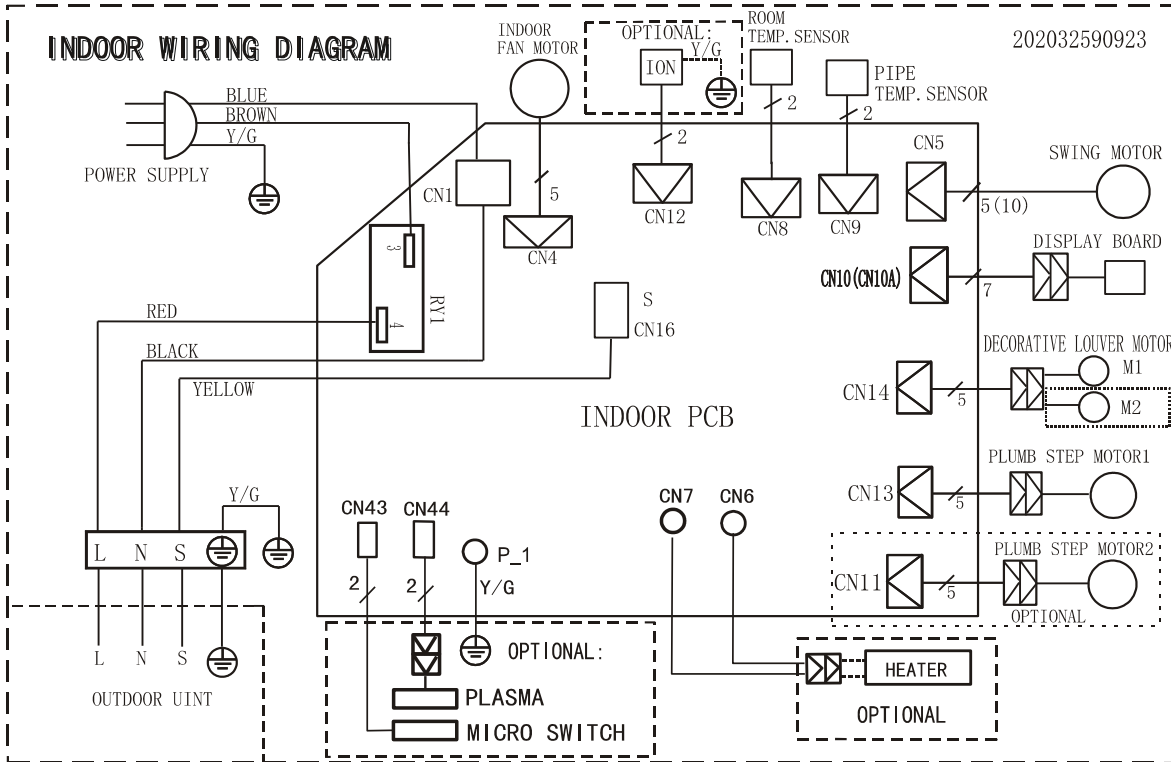 INDOOR WIRING DIAGRAM
INDOOR
FAN MOTOR
OPTIONAL:
Y/G
ION
ROOM
TEMP. SENSOR
202032590923
PIPE
TEMP. SENSOR
2
2
2
BLUE
BROWN
Y/G
POWER SUPPLY
CN1
5
CN4
CN12
CN8
CN9
CN5
SWING MOTOR
5(10)
3
4
RY1
DISPLAY BOARD
CN10(CN10A)
7
S
CN16
RED
BLACK
YELLOW
DECORATIVE LOUVER MOTOR
M1
M2
CN14
5
INDOOR PCB
PLUMB STEP MOTOR1
CN13
5
Y/G
L N S
CN43
CN44
2
2
P_1
Y/G
CN7
CN6
PLUMB STEP MOTOR2
CN11
5
OPTIONAL
L N S
OUTDOOR UINT
OPTIONAL:
PLASMA
MICRO SWITCH
HEATER
OPTIONAL